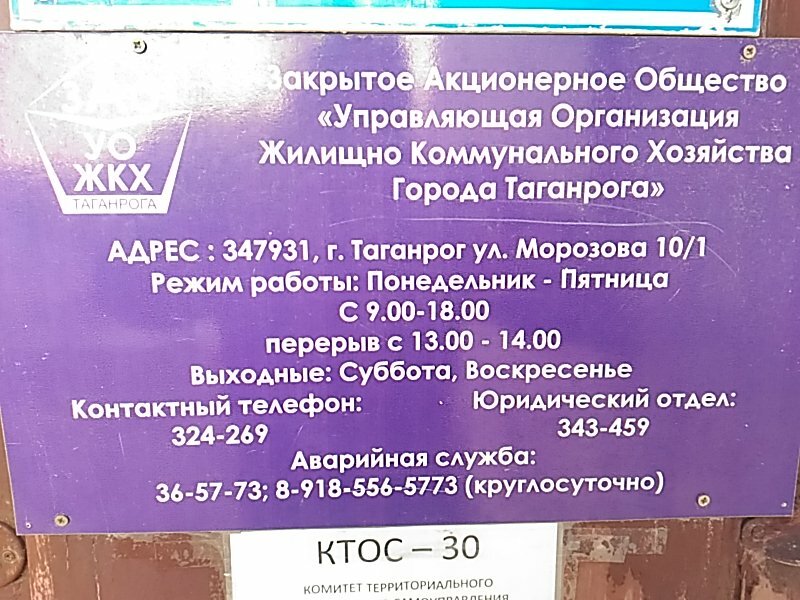 Закрытое Акционерное Общество
«Управляющая Организация
Жилищно Коммунального Хозяйства
Города Таганрога»
УО
ЖКХ
ТАГАНРОГА
АДРЕС : 347931, г. Таганрог ул. Морозова 10/1
Режим работы: Понедельник - Пятница
С 9.00-18.00
перерыв с 13.00 - 14.00
Выходные: Суббота, Воскресенье
Контактный телефон:
324-269
Юридический отдел:
343-459
Аварийная служба:
36-57-73; 8-918-556-5773 (круглосуточно)
КТОС – 30
КОМИТЕТ ТЕРРИТОРИАЛЬНОГО